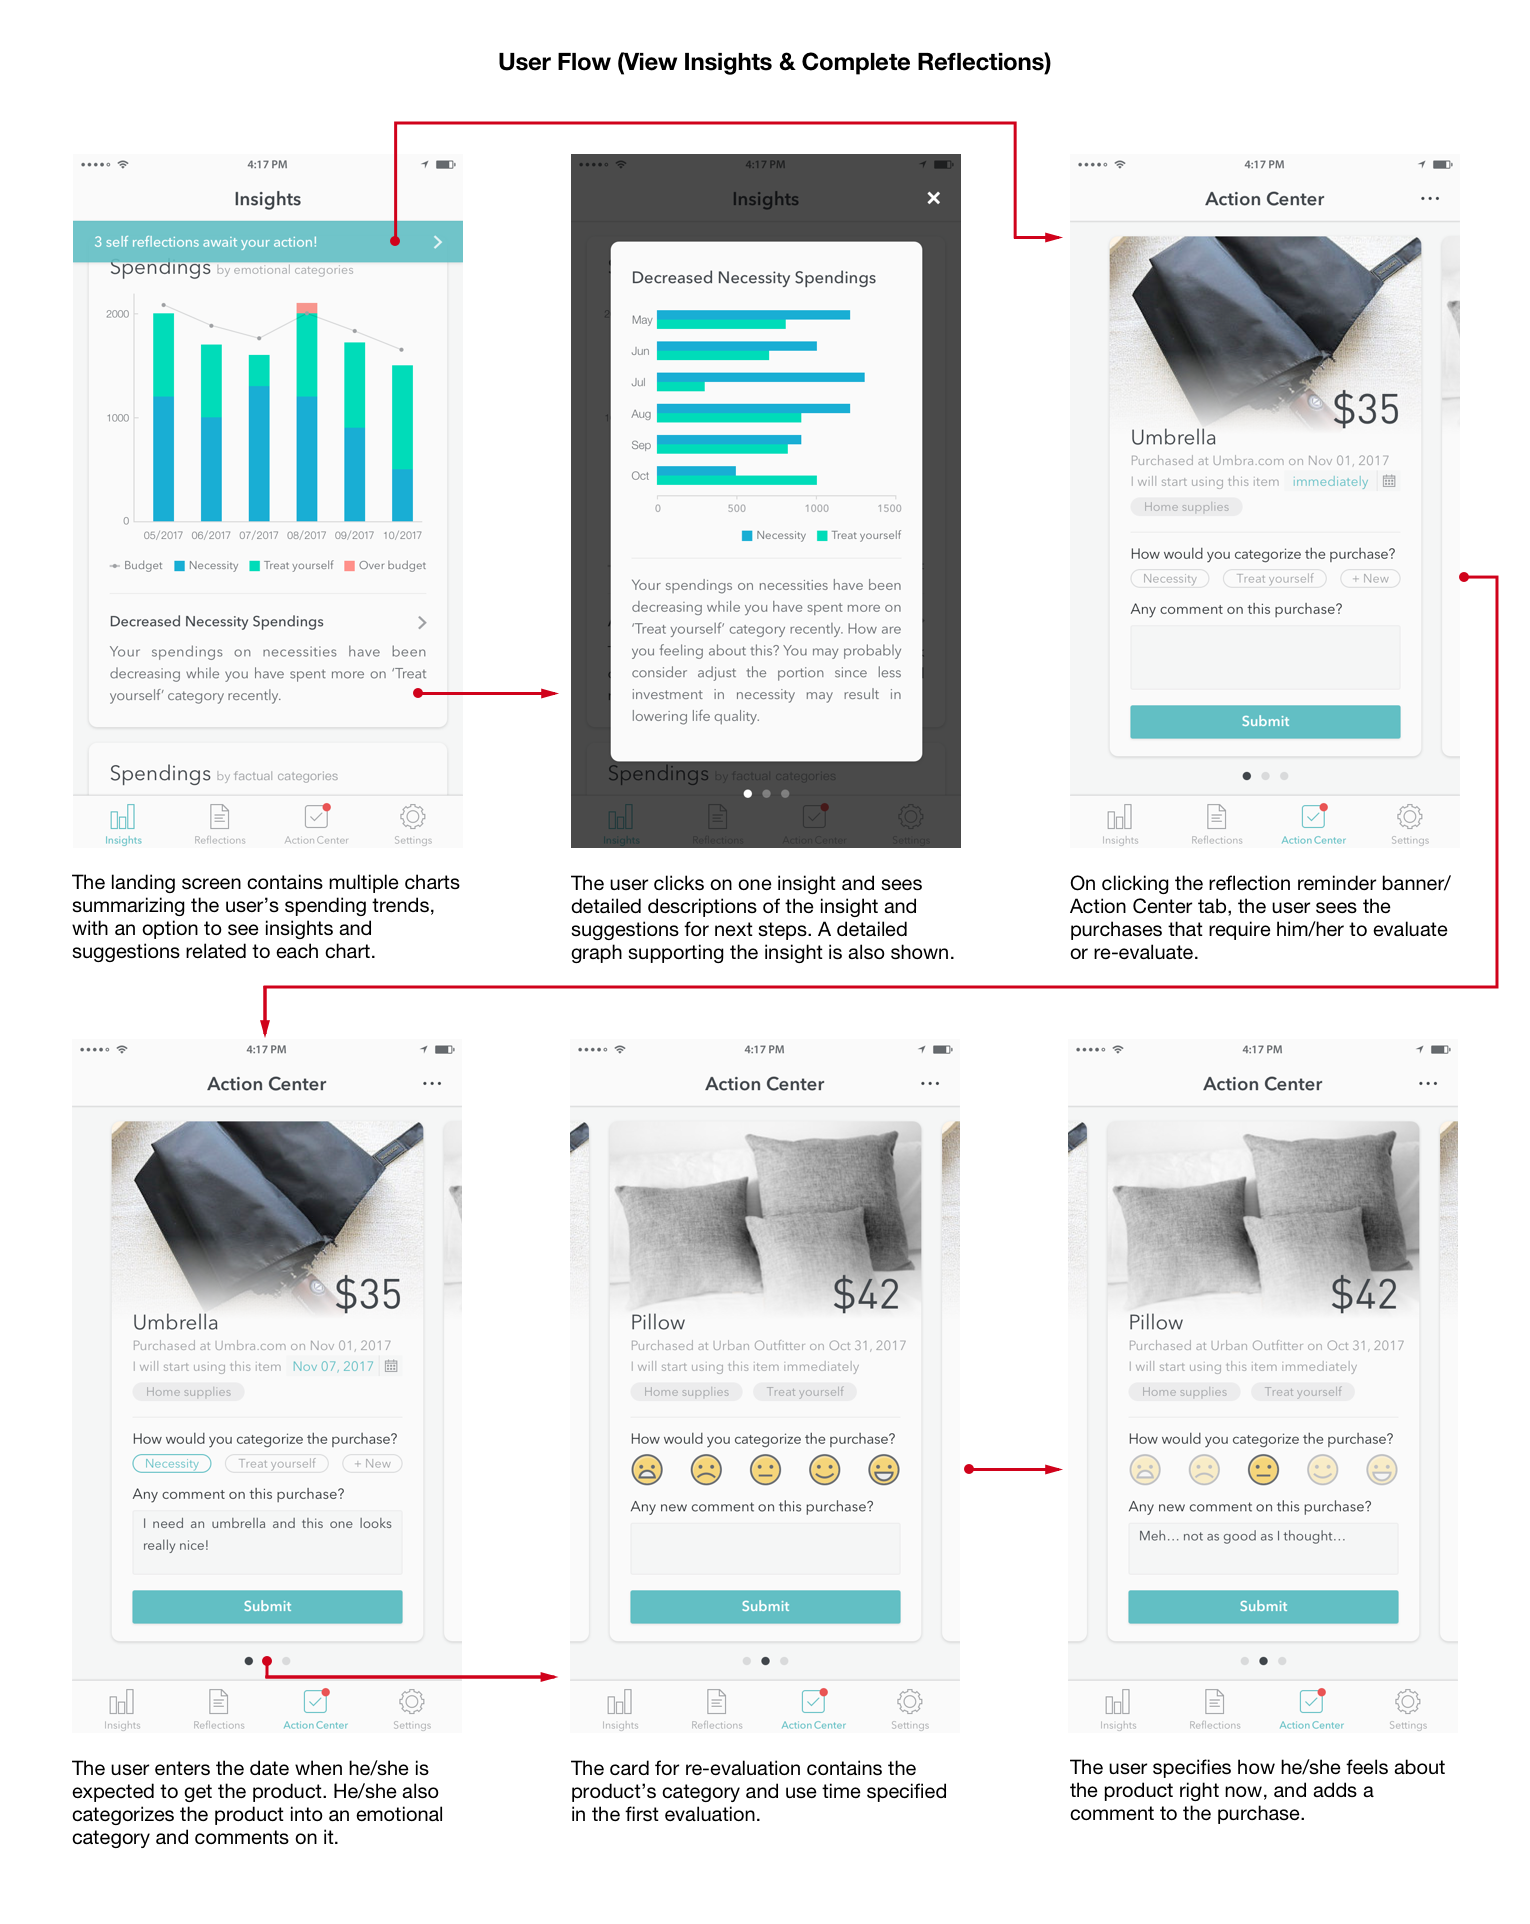 User Flow (View Insights & Complete Reflections)
4:17 PM
Insights
3 self reflections await your action!
Spendings by emotional categories
2000
1000
0
05/2017 06/2017 07/2017 08/2017 09/2017 10/2017
Budget Necessity Treat yourself Over budget
Decreased Necessity Spendings
Your spendings on necessities have been
decreasing while you have spent more on ‘Treat
yourself’ category recently.
Spendings by factual categories
Insights Reflections Action Center Settings
The landing screen contains multiple charts
summarizing the user’s spending trends,
with an option to see insights and
suggestions related to each chart.
4:17 PM
Insights
Decreased Necessity Spendings
May
Jun
Jul
Aug
Sep
Oct
0 500 1000 1500
Necessity Treat yourself
Your spendings on necessities have been
decreasing while you have spent more on
‘Treat yourself’ category recently. How are
you feeling about this? You may probably
consider adjust the portion since less
investment in necessity may result in
lowering life quality.
Spendings by factual categories
Insights Reflections Action Center Settings
The user clicks on one insight and sees
detailed descriptions of the insight and
suggestions for next steps. A detailed
graph supporting the insight is also shown.
4:17 PM
Action Center
$35
Umbrella
Purchased at Umbra.com on Nov 01, 2017
I will start using this item immediately
Home supplies
How would you categorize the purchase?
Necessity Treat yourself + New
Any comment on this purchase?
Submit
Insights Reflections Action Center Settings
On clicking the reflection reminder banner/
Action Center tab, the user sees the
purchases that require him/her to evaluate
or re-evaluate.
4:17 PM
Action Center
$35
Umbrella
Purchased at Umbra.com on Nov 01, 2017
I will start using this item Nov 07, 2017
Home supplies
How would you categorize the purchase?
Necessity Treat yourself + New
Any comment on this purchase?
I need an umbrella and this one looks
really nice!
Submit
Insights Reflections Action Center Settings
The user enters the date when he/she is
expected to get the product. He/she also
categorizes the product into an emotional
category and comments on it.
4:17 PM
Action Center
$42
Pillow
Purchased at Urban Outfitter on Oct 31, 2017
I will start using this item immediately
Home supplies Treat yourself
How would you categorize the purchase?
Any new comment on this purchase?
Submit
Insights Reflections Action Center Settings
The card for re-evaluation contains the
product’s category and use time specified
in the first evaluation.
4:17 PM
Action Center
$42
Pillow
Purchased at Urban Outfitter on Oct 31, 2017
I will start using this item immediately
Home supplies Treat yourself
How would you categorize the purchase?
Any new comment on this purchase?
Meh... not as good as I thought...
Submit
Insights Reflections Action Center Settings
The user specifies how he/she feels about
the product right now, and adds a
comment to the purchase.